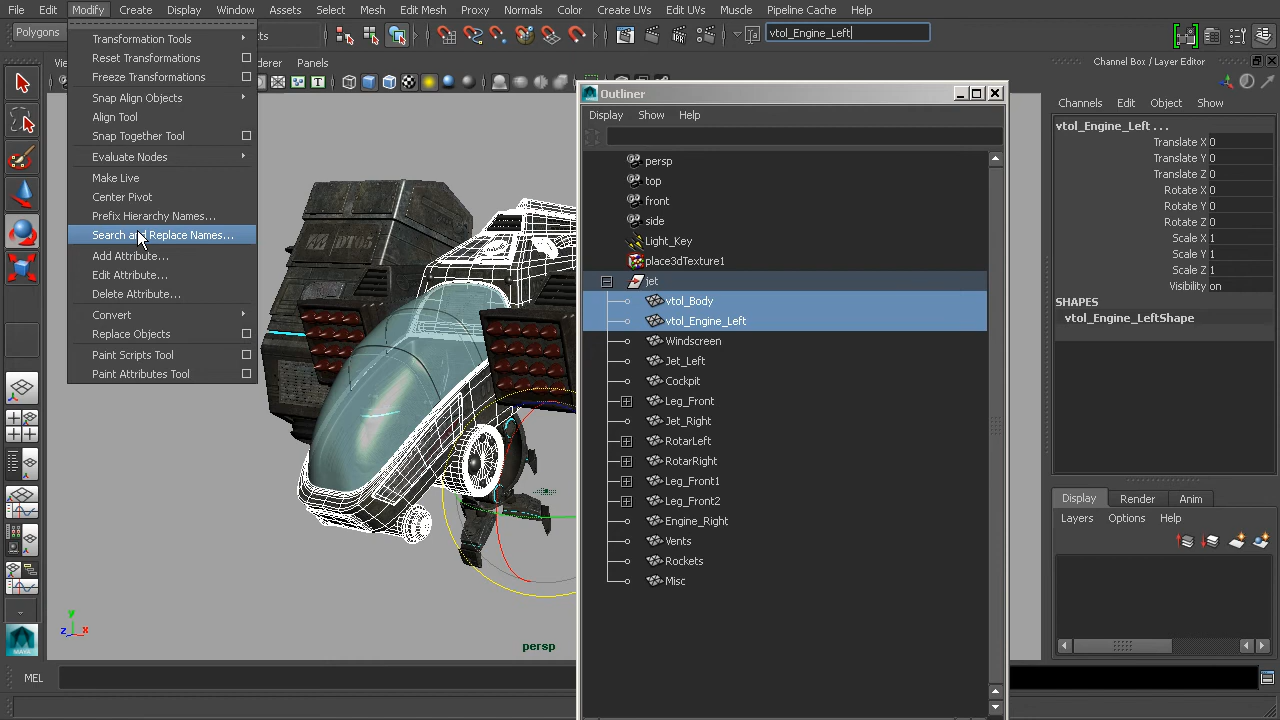 File Edit Modify Create Display Window Assets Select Mesh Edit Mesh Proxy Normals Color Create UVs Edit UVs Muscle Pipeline Cache Help
Polygons
vtol_Engine_Left
Transformation Tools
Reset Transformations
Freeze Transformations
Snap Align Objects
Align Tool
Snap Together Tool
Evaluate Nodes
Make Live
Center Pivot
Prefix Hierarchy Names...
Search and Replace Names...
Add Attribute...
Edit Attribute...
Delete Attribute...
Convert
Replace Objects
Paint Scripts Tool
Paint Attributes Tool
Panels
DT05
persp
y
z x
Outliner
Display Show Help
persp
top
front
side
Light_Key
place3dTexture1
jet
vtol_Body
vtol_Engine_Left
Windscreen
Jet_Left
Cockpit
Leg_Front
Jet_Right
RotarLeft
RotarRight
Leg_Front1
Leg_Front2
Engine_Right
Vents
Rockets
Misc
Channel Box / Layer Editor
Channels Edit Object Show
vtol_Engine_Left . . .
Translate X 0
Translate Y 0
Translate Z 0
Rotate X 0
Rotate Y 0
Rotate Z 0
Scale X 1
Scale Y 1
Scale Z 1
Visibility on
SHAPES
vtol_Engine_LeftShape
Display Render Anim
Layers Options Help
MEL